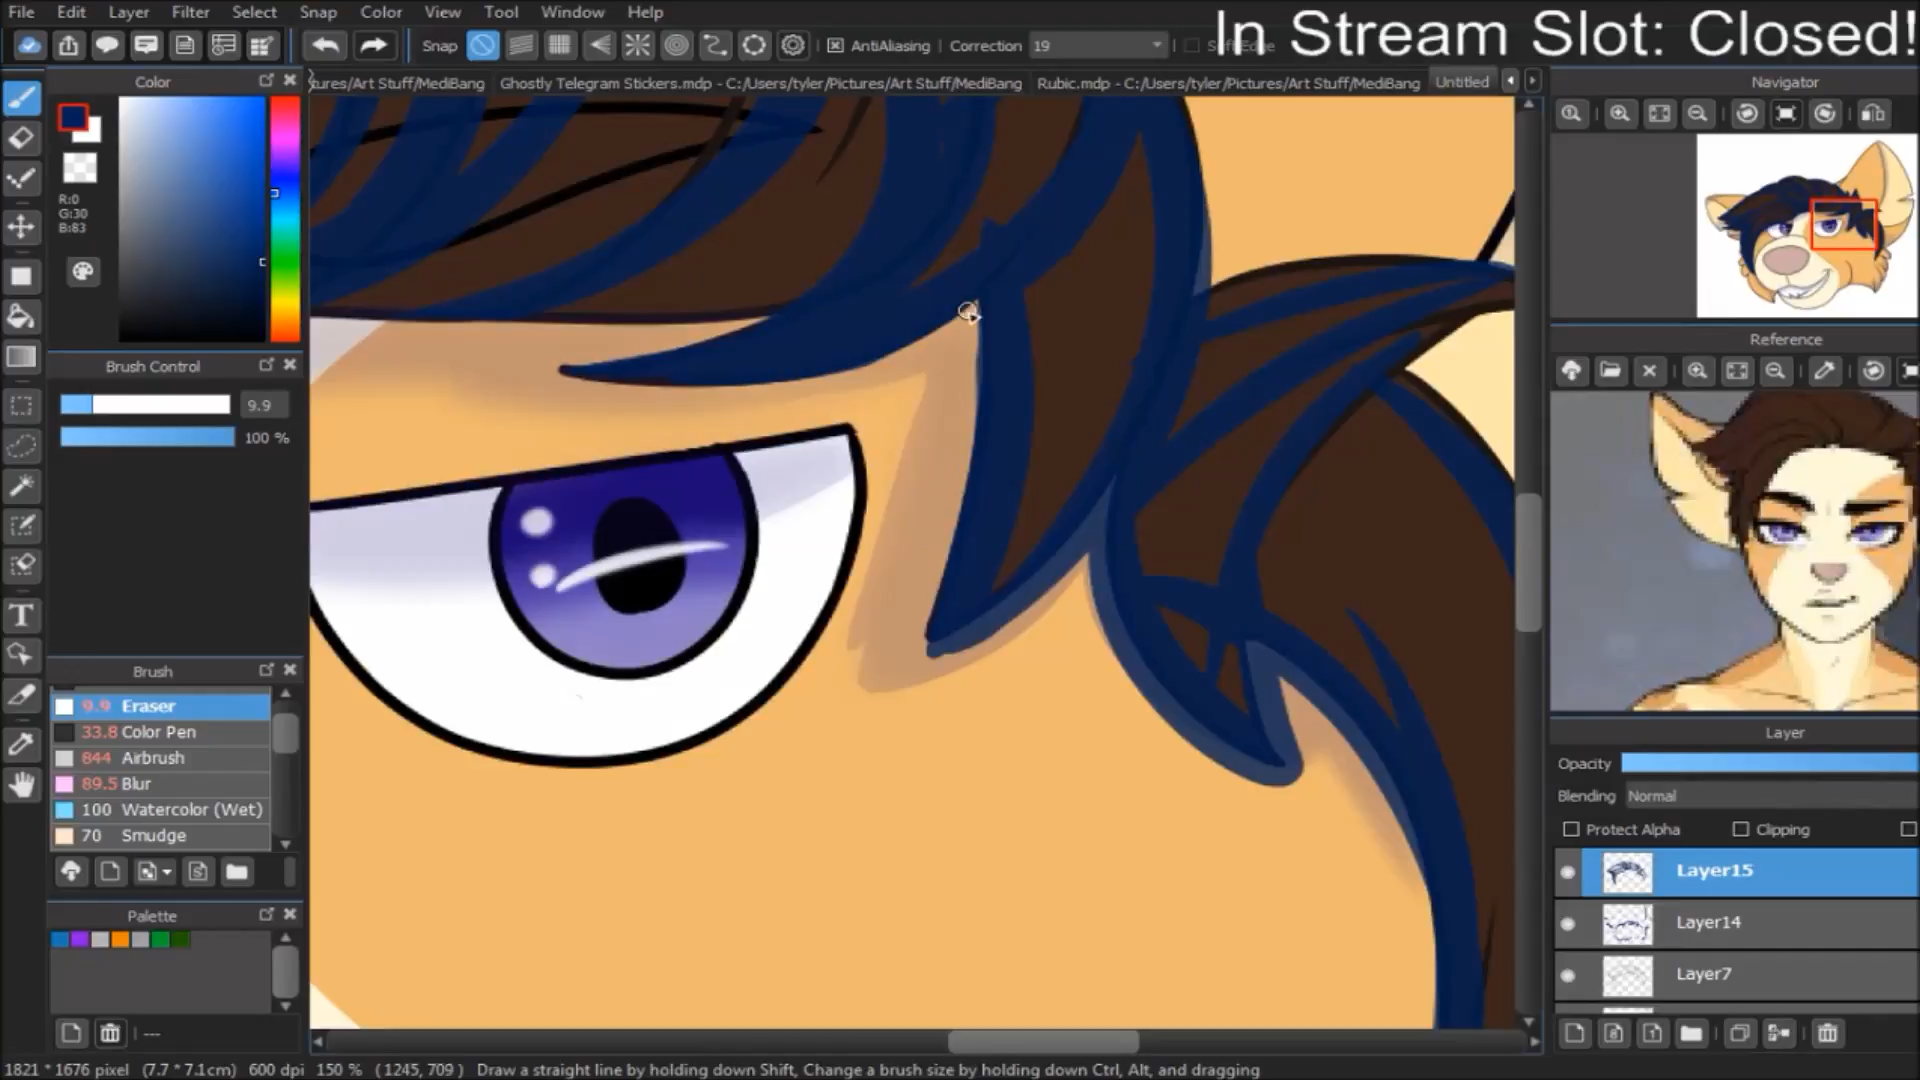 File Edit Layer Filter Select Snap Color View Tool Window Help
In Stream Slot: Closed!
Snap AntiAliasing Correction 19
Color
tures/Art Stuff/MediBang Ghostly Telegram Stickers.mdp - C:/Users/tyler/Pictures/Art Stuff/MediBang Rubic.mdp - C:/Users/tyler/Pictures/Art Stuff/MediBang Untitled
Navigator
R:0
G:30
B:83
Brush Control
9.9
100 %
Reference
Brush
9.9 Eraser
33.8 Color Pen
844 Airbrush
89.5 Blur
100 Watercolor (Wet)
70 Smudge
Palette
---
Layer
Opacity
Blending Normal
Protect Alpha Clipping
Layer15
Layer14
Layer7
1821 * 1676 pixel (7.7 * 7.1cm) 600 dpi 150 % ( 1245, 709 ) Draw a straight line by holding down Shift, Change a brush size by holding down Ctrl, Alt, and dragging